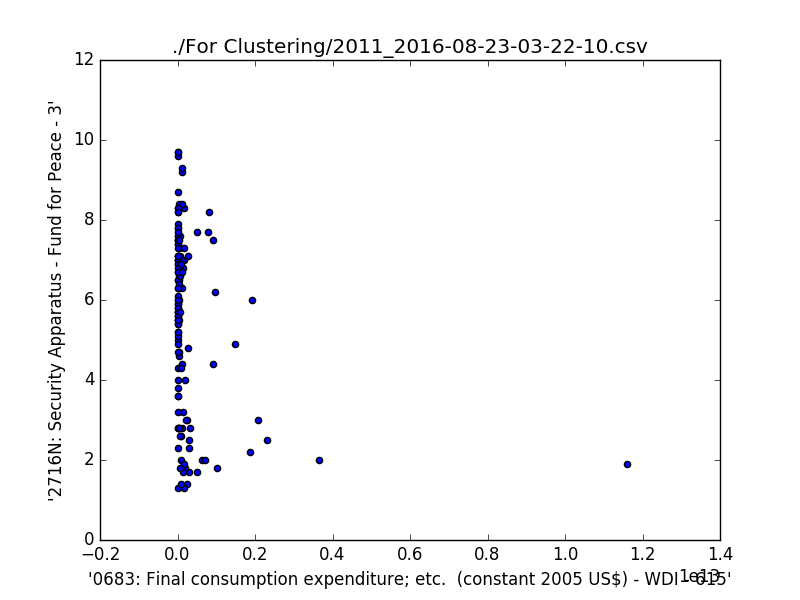 ./For Clustering/2011_2016-08-23-03-22-10.csv
12
10
8
6
4
2
0
'2716N: Security Apparatus - Fund for Peace - 3'
−0.2 0.0 0.2 0.4 0.6 0.8 1.0 1.2 1.4
1e13
'0683: Final consumption expenditure; etc.  (constant 2005 US$) - WDI - 615'